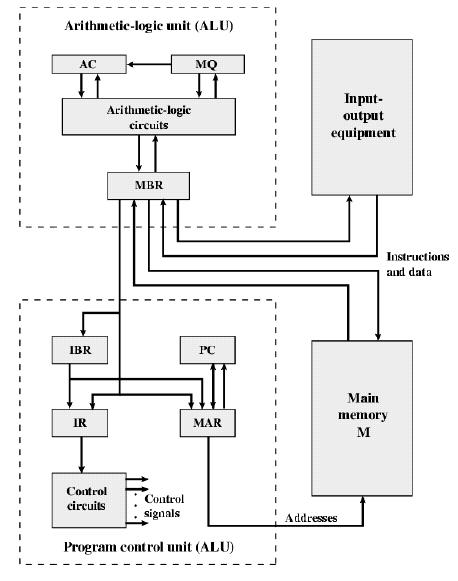 Arithmetic-logic unit (ALU)
AC
MQ
Arithmetic-logic
circuits
MBR
Input-
output
equipment
Instructions
and data
IBR
PC
IR
MAR
Main
memory
M
Control
circuits
Control
signals
Addresses
Program control unit (ALU)